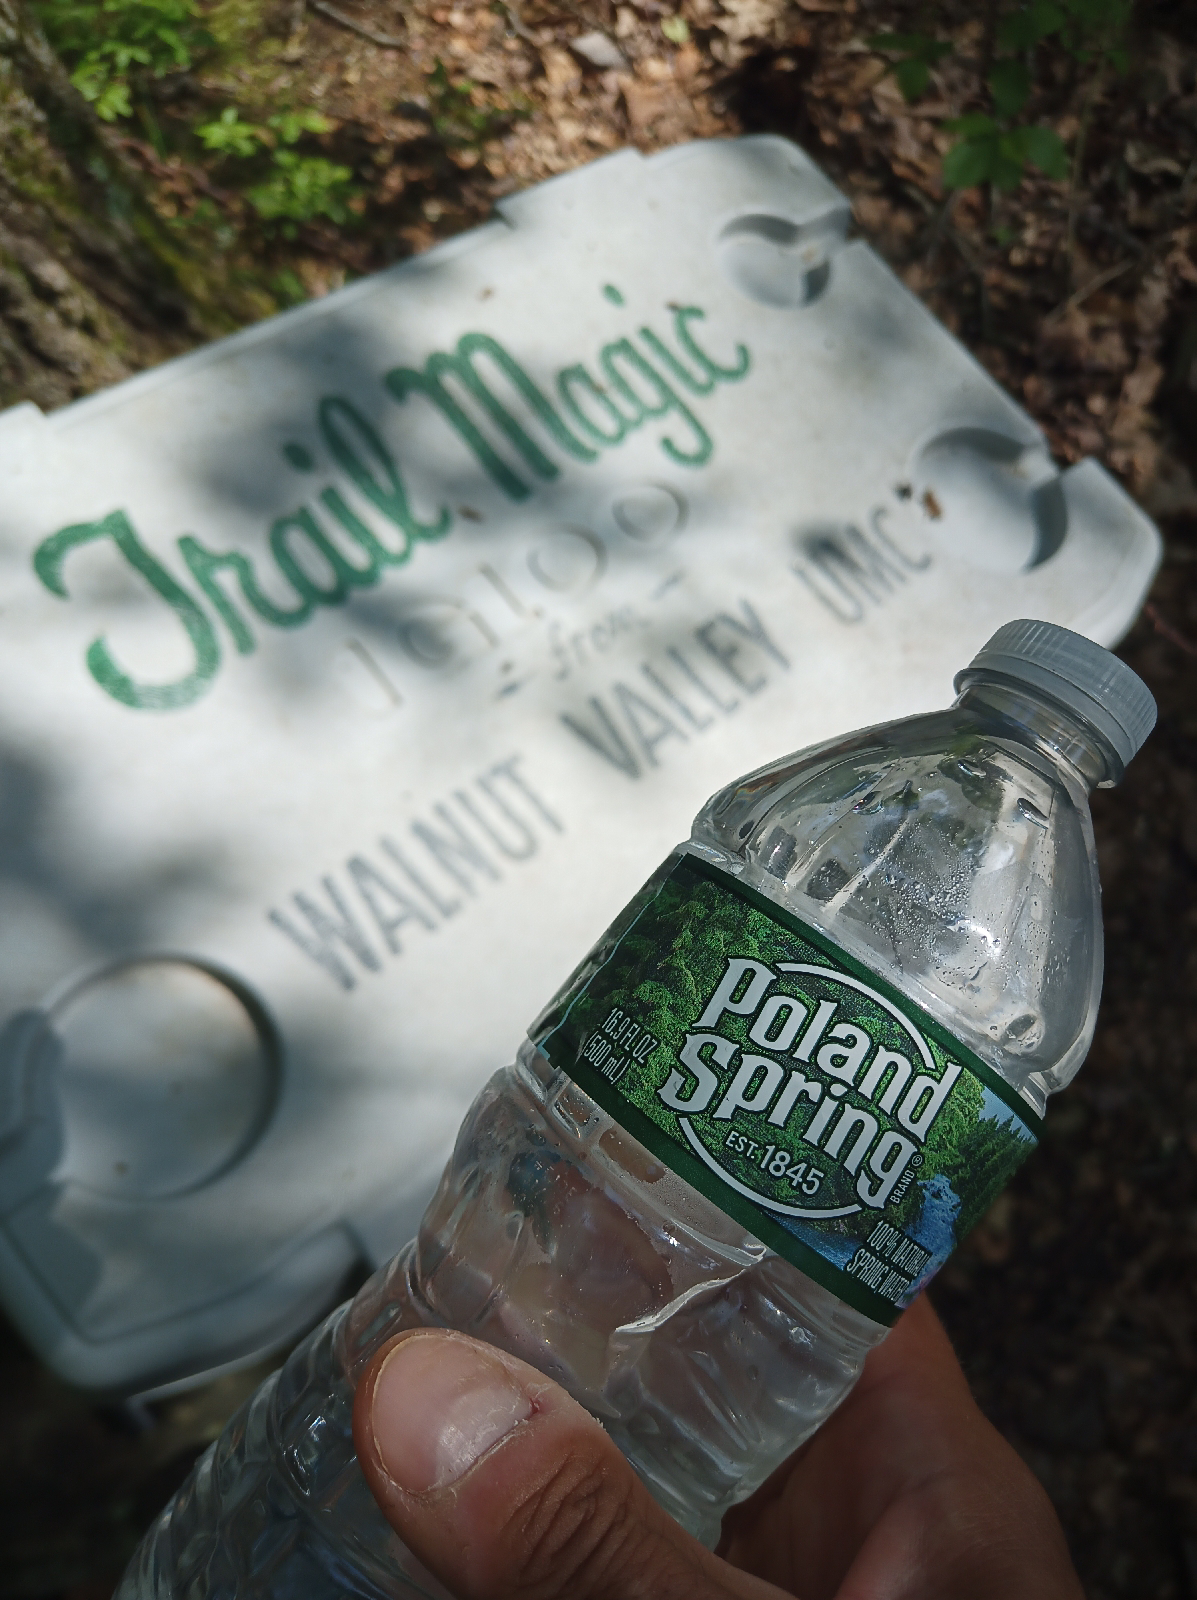 Trail Magic
IGLOO
- from -
WALNUT VALLEY UMC
Poland
Spring®
BRAND
EST. 1845
16.9 FL OZ
(500 mL)
100% NATURAL
SPRING WATER